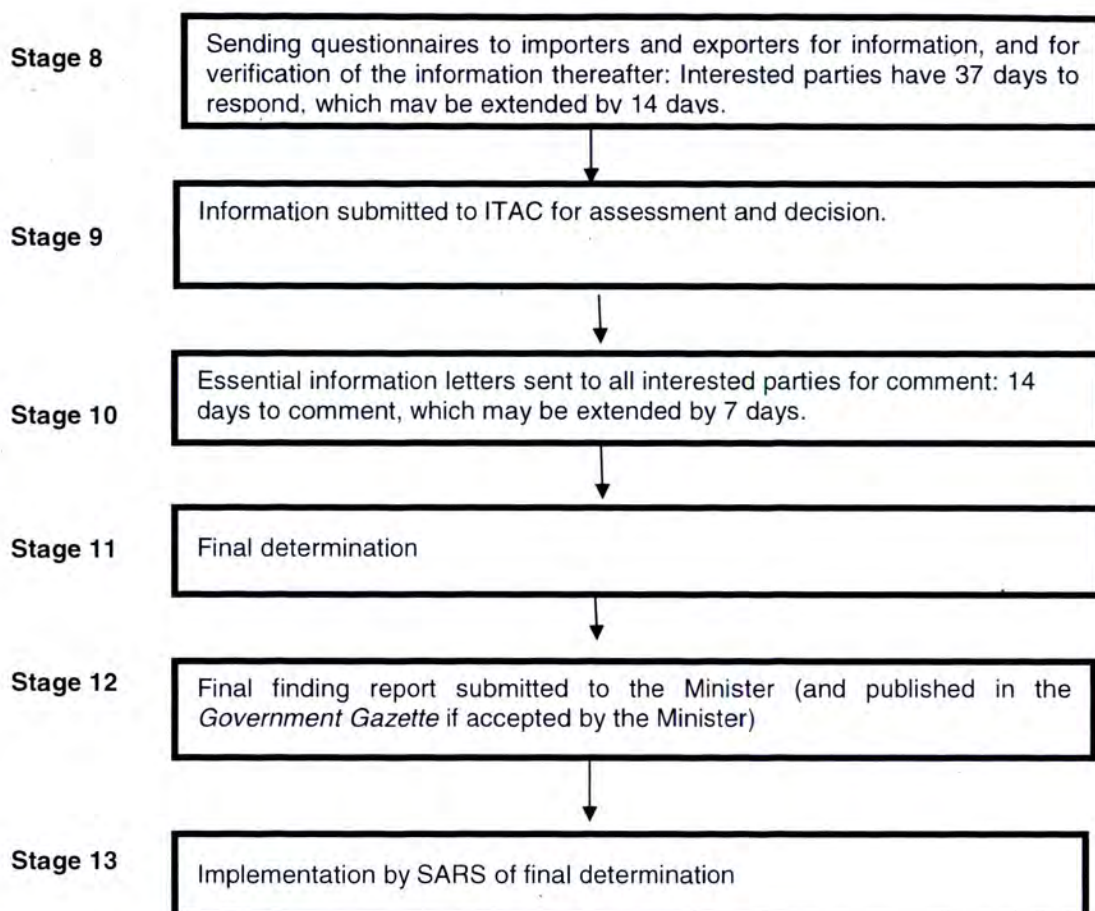 Stage 8
Sending questionnaires to importers and exporters for information, and for
verification of the information thereafter: Interested parties have 37 days to
respond, which may be extended by 14 days.
Stage 9
Information submitted to ITAC for assessment and decision.
Stage 10
Essential information letters sent to all interested parties for comment: 14
days to comment, which may be extended by 7 days.
Stage 11
Final determination
Stage 12
Final finding report submitted to the Minister (and published in the
Government Gazette if accepted by the Minister)
Stage 13
Implementation by SARS of final determination